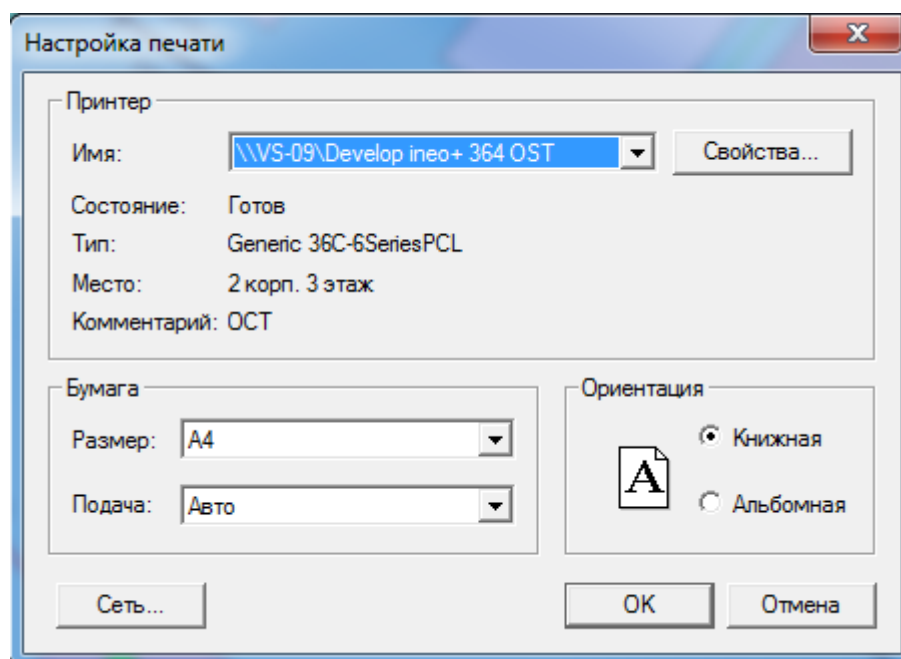 Настройка печати
Принтер
Имя: \\VS-09\Develop ineo+ 364 OST Свойства...
Состояние: Готов
Тип: Generic 36C-6SeriesPCL
Место: 2 корп. 3 этаж
Комментарий: ОСТ
Бумага
Размер: A4
Подача: Авто
Ориентация
A
Книжная
Альбомная
Сеть...
OK
Отмена